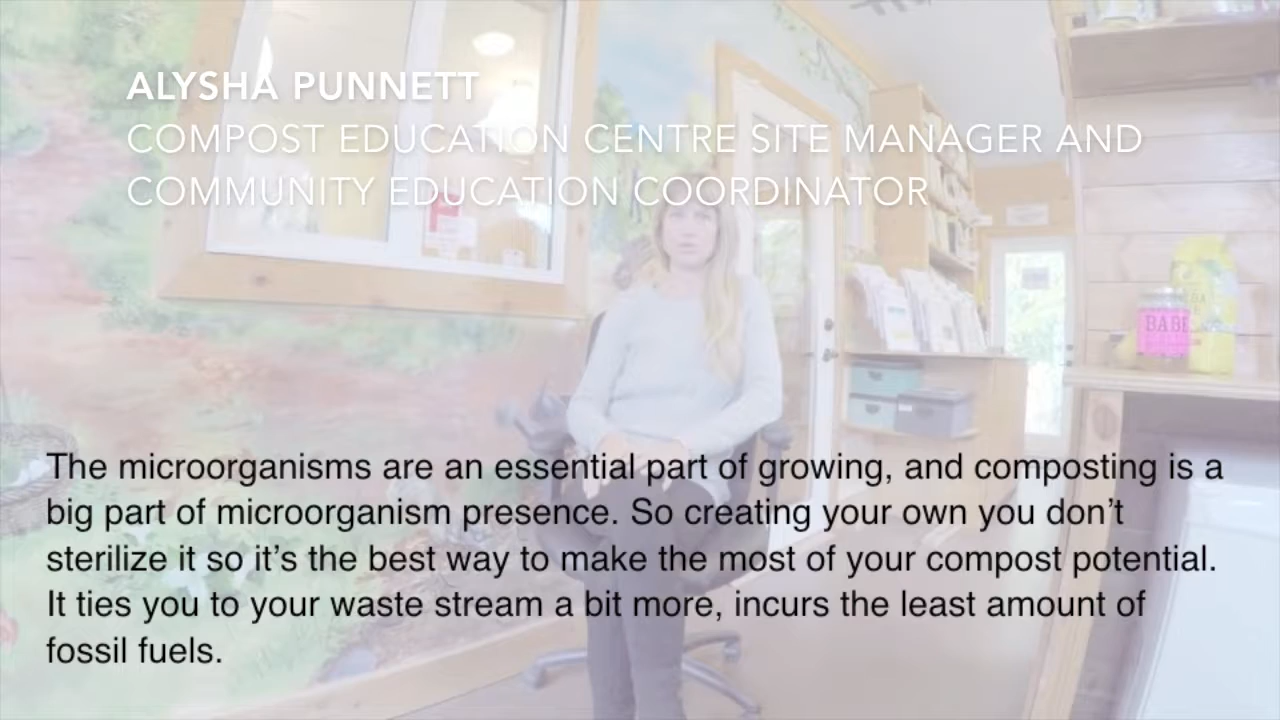 ALYSHA PUNNETT
COMPOST EDUCATION CENTRE SITE MANAGER AND
COMMUNITY EDUCATION COORDINATOR
BABE
The microorganisms are an essential part of growing, and composting is a
big part of microorganism presence. So creating your own you don’t
sterilize it so it’s the best way to make the most of your compost potential.
It ties you to your waste stream a bit more, incurs the least amount of
fossil fuels.